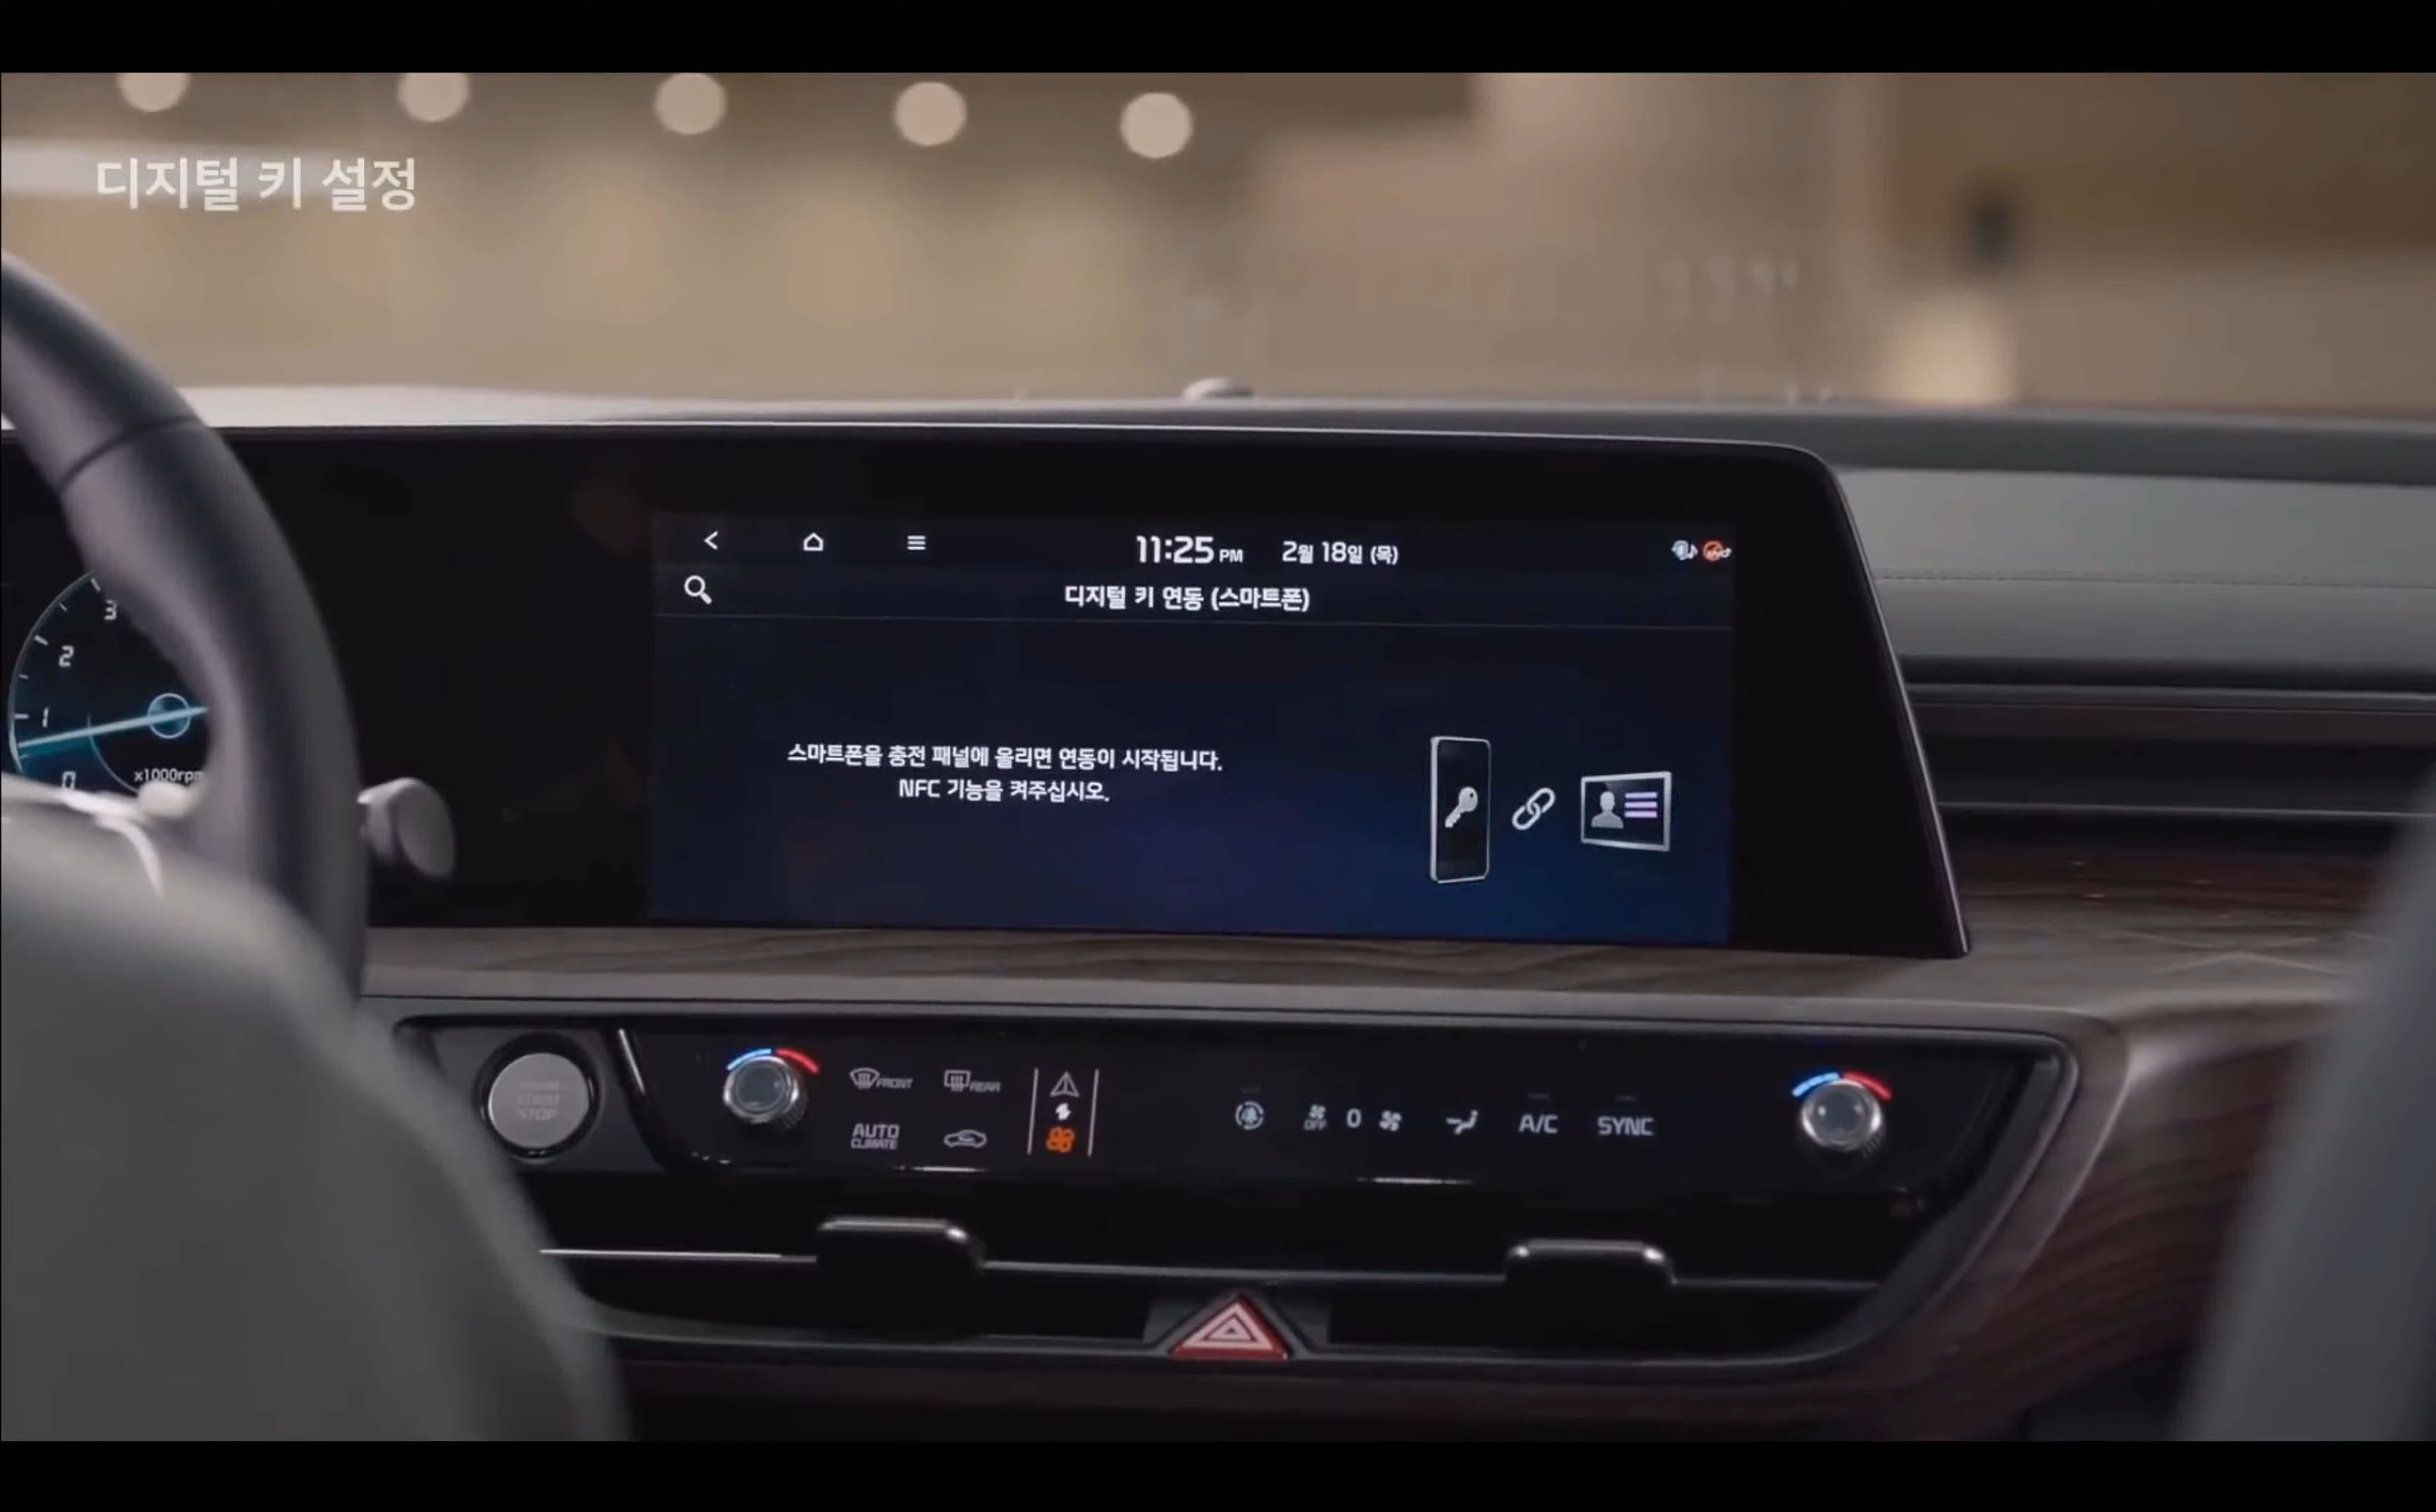 디지털 키 설정
11:25 PM 2월 18일 (목)
디지털 키 연동 (스마트폰)
스마트폰을 충전 패널에 올리면 연동이 시작됩니다.
NFC 기능을 켜주십시오.
3
2
1
0
x1000rpm
START
STOP
FRONT
REAR
AUTO
CLIMATE
OFF 0
A/C
SYNC